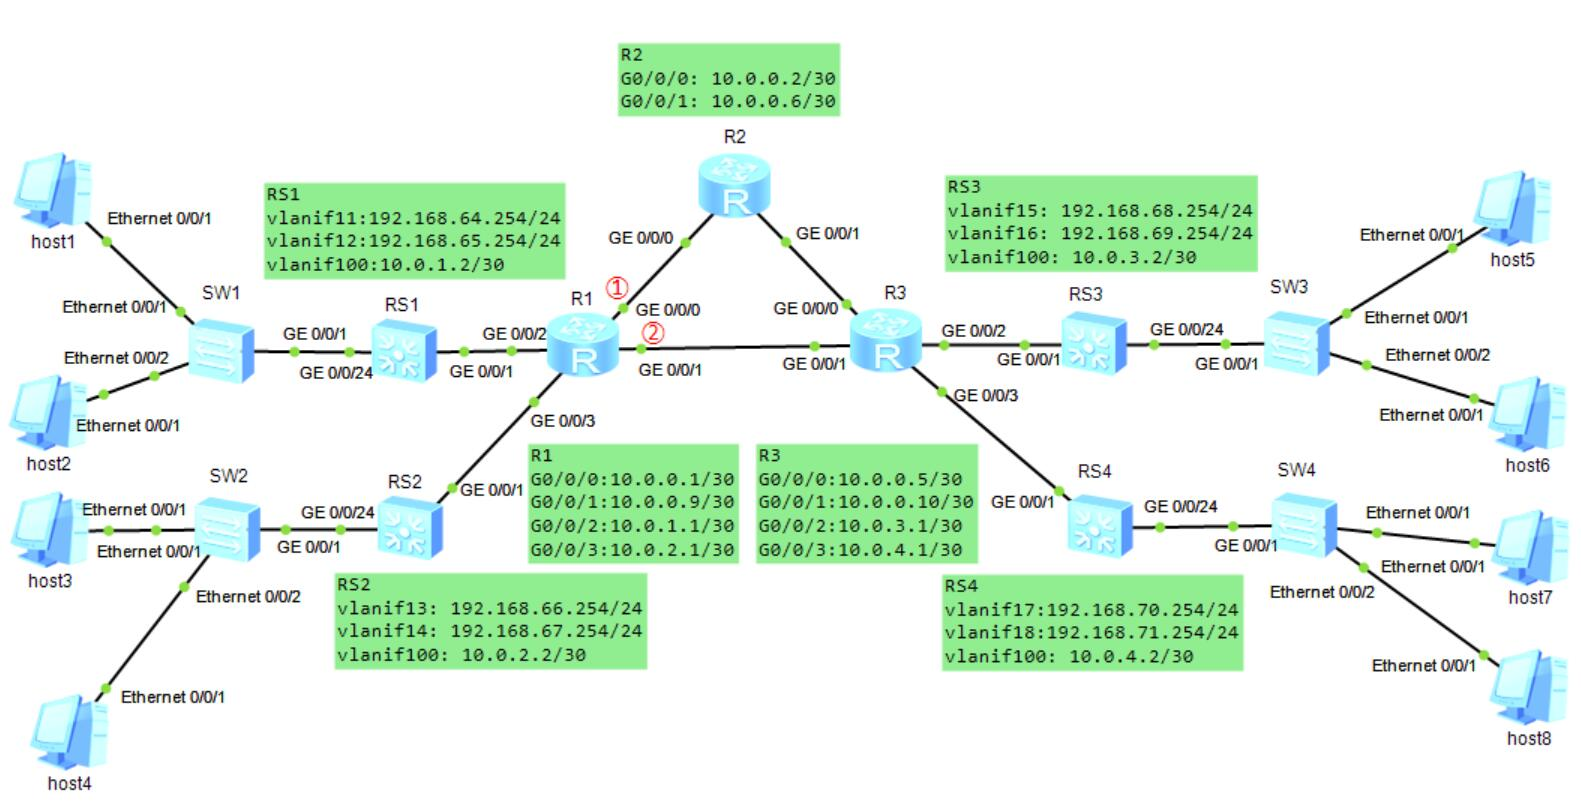 R2
G0/0/0: 10.0.0.2/30
G0/0/1: 10.0.0.6/30
R2
RS1
vlanif11:192.168.64.254/24
vlanif12:192.168.65.254/24
vlanif100:10.0.1.2/30
RS3
vlanif15: 192.168.68.254/24
vlanif16: 192.168.69.254/24
vlanif100: 10.0.3.2/30
Ethernet 0/0/1
host1
GE 0/0/0
GE 0/0/1
Ethernet 0/0/1
host5
SW1
Ethernet 0/0/1
RS1
R1
①
GE 0/0/0
GE 0/0/0
R3
RS3
SW3
Ethernet 0/0/1
GE 0/0/1
GE 0/0/2
②
GE 0/0/2
GE 0/0/24
Ethernet 0/0/2
GE 0/0/24
GE 0/0/1
GE 0/0/1
GE 0/0/1
GE 0/0/1
GE 0/0/1
Ethernet 0/0/2
R
R
R
Ethernet 0/0/1
host2
GE 0/0/3
GE 0/0/3
Ethernet 0/0/1
host6
R1
G0/0/0:10.0.0.1/30
G0/0/1:10.0.0.9/30
G0/0/2:10.0.1.1/30
G0/0/3:10.0.2.1/30
R3
G0/0/0:10.0.0.5/30
G0/0/1:10.0.0.10/30
G0/0/2:10.0.3.1/30
G0/0/3:10.0.4.1/30
SW2
RS2
GE 0/0/1
RS4
SW4
GE 0/0/1
Ethernet 0/0/1
GE 0/0/24
GE 0/0/24
Ethernet 0/0/1
Ethernet 0/0/1
GE 0/0/1
GE 0/0/1
Ethernet 0/0/1
host3
host7
Ethernet 0/0/2
Ethernet 0/0/2
RS2
vlanif13: 192.168.66.254/24
vlanif14: 192.168.67.254/24
vlanif100: 10.0.2.2/30
RS4
vlanif17:192.168.70.254/24
vlanif18:192.168.71.254/24
vlanif100: 10.0.4.2/30
Ethernet 0/0/1
host4
Ethernet 0/0/1
host8